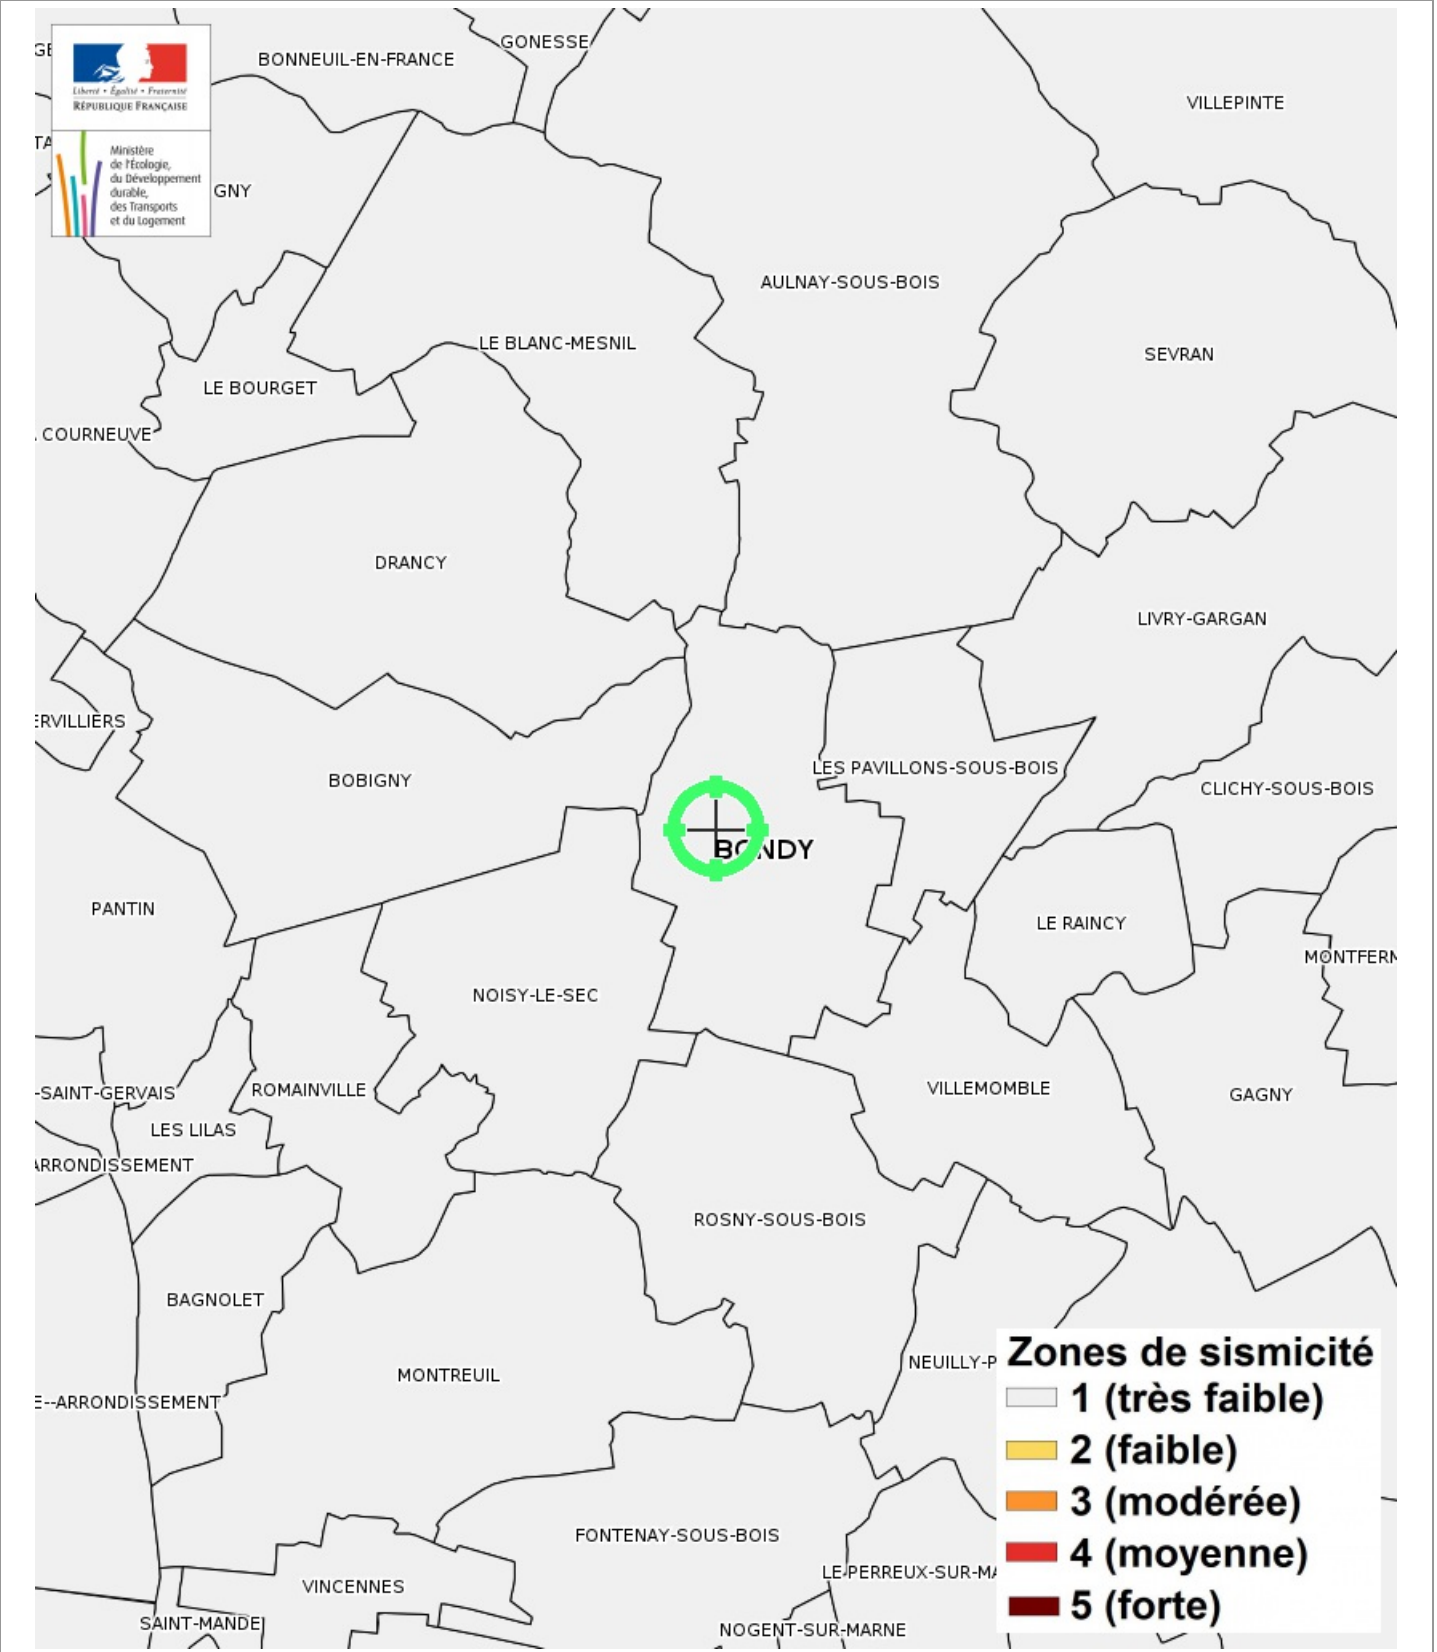 GONESSE
BONNEUIL-EN-FRANCE
Liberté • Égalité • Fraternité
RÉPUBLIQUE FRANÇAISE
VILLEPINTE
Ministère
de l'Écologie,
du Développement
durable,
des Transports
et du Logement
GNY
AULNAY-SOUS-BOIS
LE BLANC-MESNIL
SEVRAN
LE BOURGET
COURNEUVE
DRANCY
LIVRY-GARGAN
ERVILLIERS
LES PAVILLONS-SOUS-BOIS
BOBIGNY
CLICHY-SOUS-BOIS
BONDY
PANTIN
LE RAINCY
MONTFERM
NOISY-LE-SEC
-SAINT-GERVAIS
ROMAINVILLE
VILLEMOMBLE
GAGNY
LES LILAS
ARRONDISSEMENT
ROSNY-SOUS-BOIS
BAGNOLET
NEUILLY-P
MONTREUIL
E--ARRONDISSEMENT
FONTENAY-SOUS-BOIS
LE-PERREUX-SUR-MA
VINCENNES
SAINT-MANDE
NOGENT-SUR-MARNE
Zones de sismicité
1 (très faible)
2 (faible)
3 (modérée)
4 (moyenne)
5 (forte)